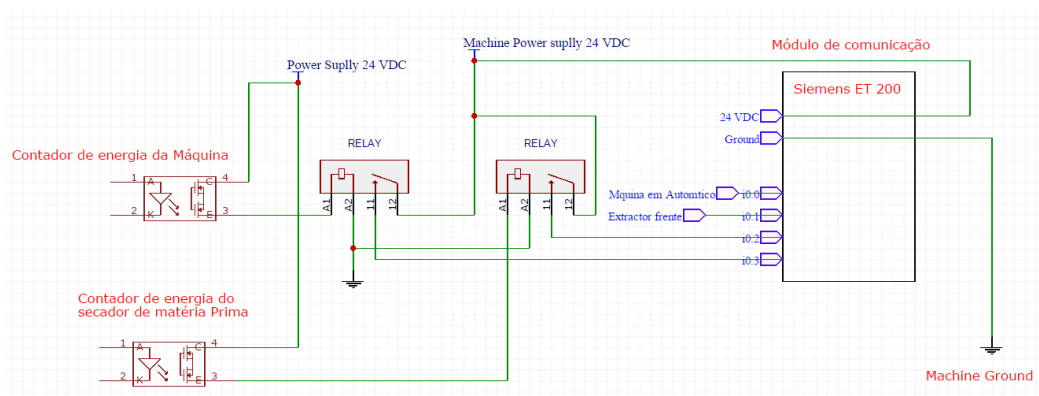 Machine Power suplly 24 VDC
Módulo de comunicação
Power Suplly 24 VDC
Siemens ET 200
24 VDC
RELAY
RELAY
Ground
Contador de energia da Máquina
1
A
C
4
2
K
E
3
A1
A2
11
12
A1
A2
11
12
Mquina em Automtico
i0.0
Extractor frente
i0.1
i0.2
i0.3
Contador de energia do
secador de matéria Prima
1
A
C
4
2
K
E
3
Machine Ground